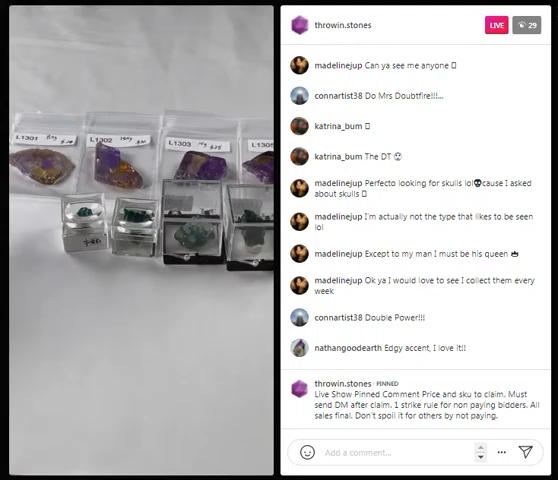 L1301
L1302
L1303
$25
L1305
throwin.stones
LIVE
29
madelinejup Can ya see me anyone
connartist38 Do Mrs Doubtfire!!!...
katrina_bum
katrina_bum The DT
madelinejup Perfecto looking for skulls lol💀cause I asked
about skulls
madelinejup I'm actually not the type that likes to be seen
lol
madelinejup Except to my man I must be his queen
madelinejup Ok ya I would love to see I collect them every
week
connartist38 Double Power!!!
nathangoodearth Edgy accent, I love it!!
throwin.stones · PINNED
Live Show Pinned Comment Price and sku to claim. Must
send DM after claim. 1 strike rule for non paying bidders. All
sales final. Don't spoil it for others by not paying.
Add a comment...